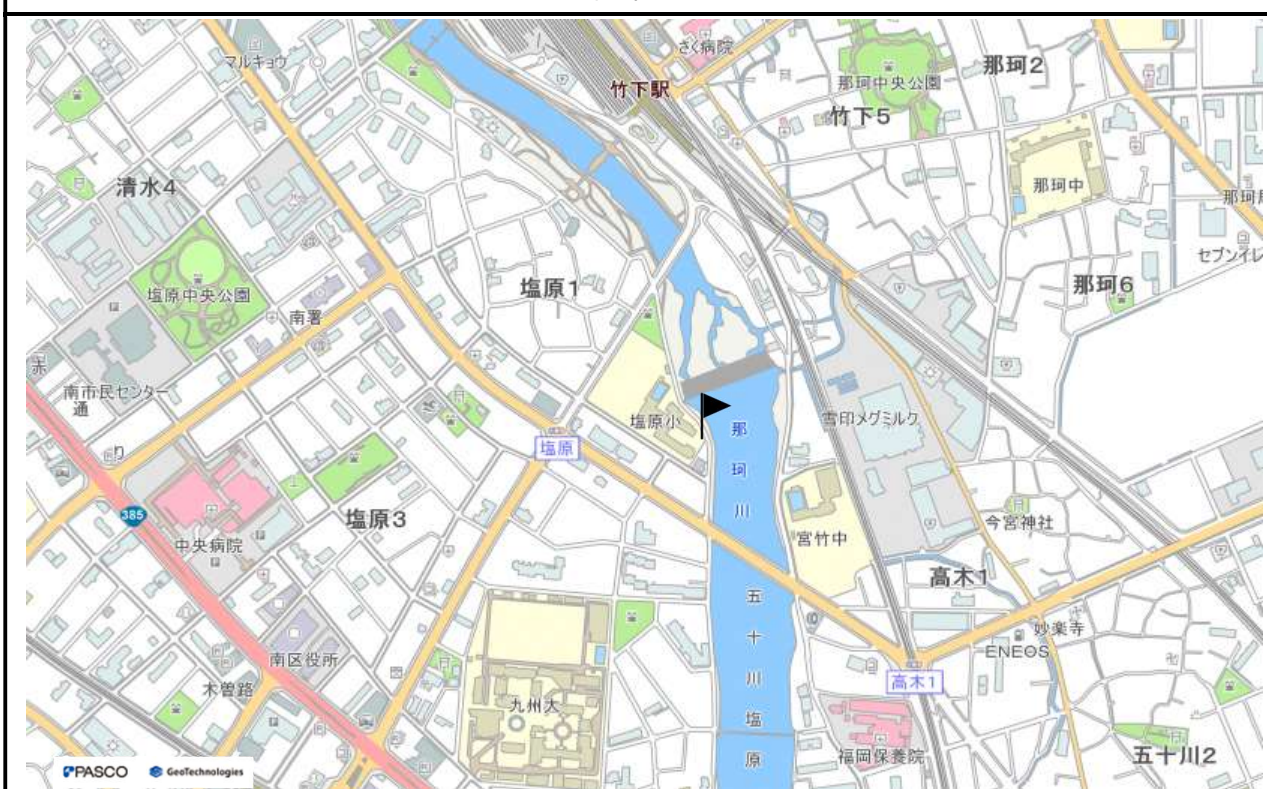 マルキョウ
さく病院
竹下駅
那珂中央公園
那珂2
竹下5
清水4
那珂中
塩原中央公園
塩原1
セブンイレ
那珂6
南署
赤
南市民センター
通
り
塩原小
雪印メグミルク
塩原
那珂川
385
塩原3
中央病院
宮竹中
今宮神社
高木1
五十川塩原
妙楽寺
ENEOS
南区役所
木曽路
高木1
九州大
福岡保養院
五十川2
PASCO
GeoTechnologies